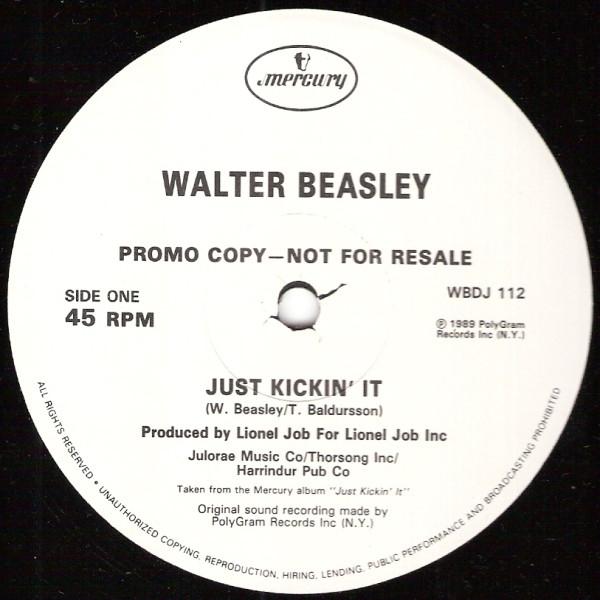 mercury
WALTER BEASLEY
PROMO COPY—NOT FOR RESALE
SIDE ONE
45 RPM
WBDJ 112
℗ 1989 PolyGram
Records Inc (N.Y.)
JUST KICKIN' IT
(W. Beasley/T. Baldursson)
Produced by Lionel Job For Lionel Job Inc
Julorae Music Co/Thorsong Inc/
Harrindur Pub Co
Taken from the Mercury album "Just Kickin' It"
Original sound recording made by
PolyGram Records Inc (N.Y.)
ALL RIGHTS RESERVED • UNAUTHORIZED COPYING, REPRODUCTION, HIRING, LENDING, PUBLIC PERFORMANCE AND BROADCASTING PROHIBITED